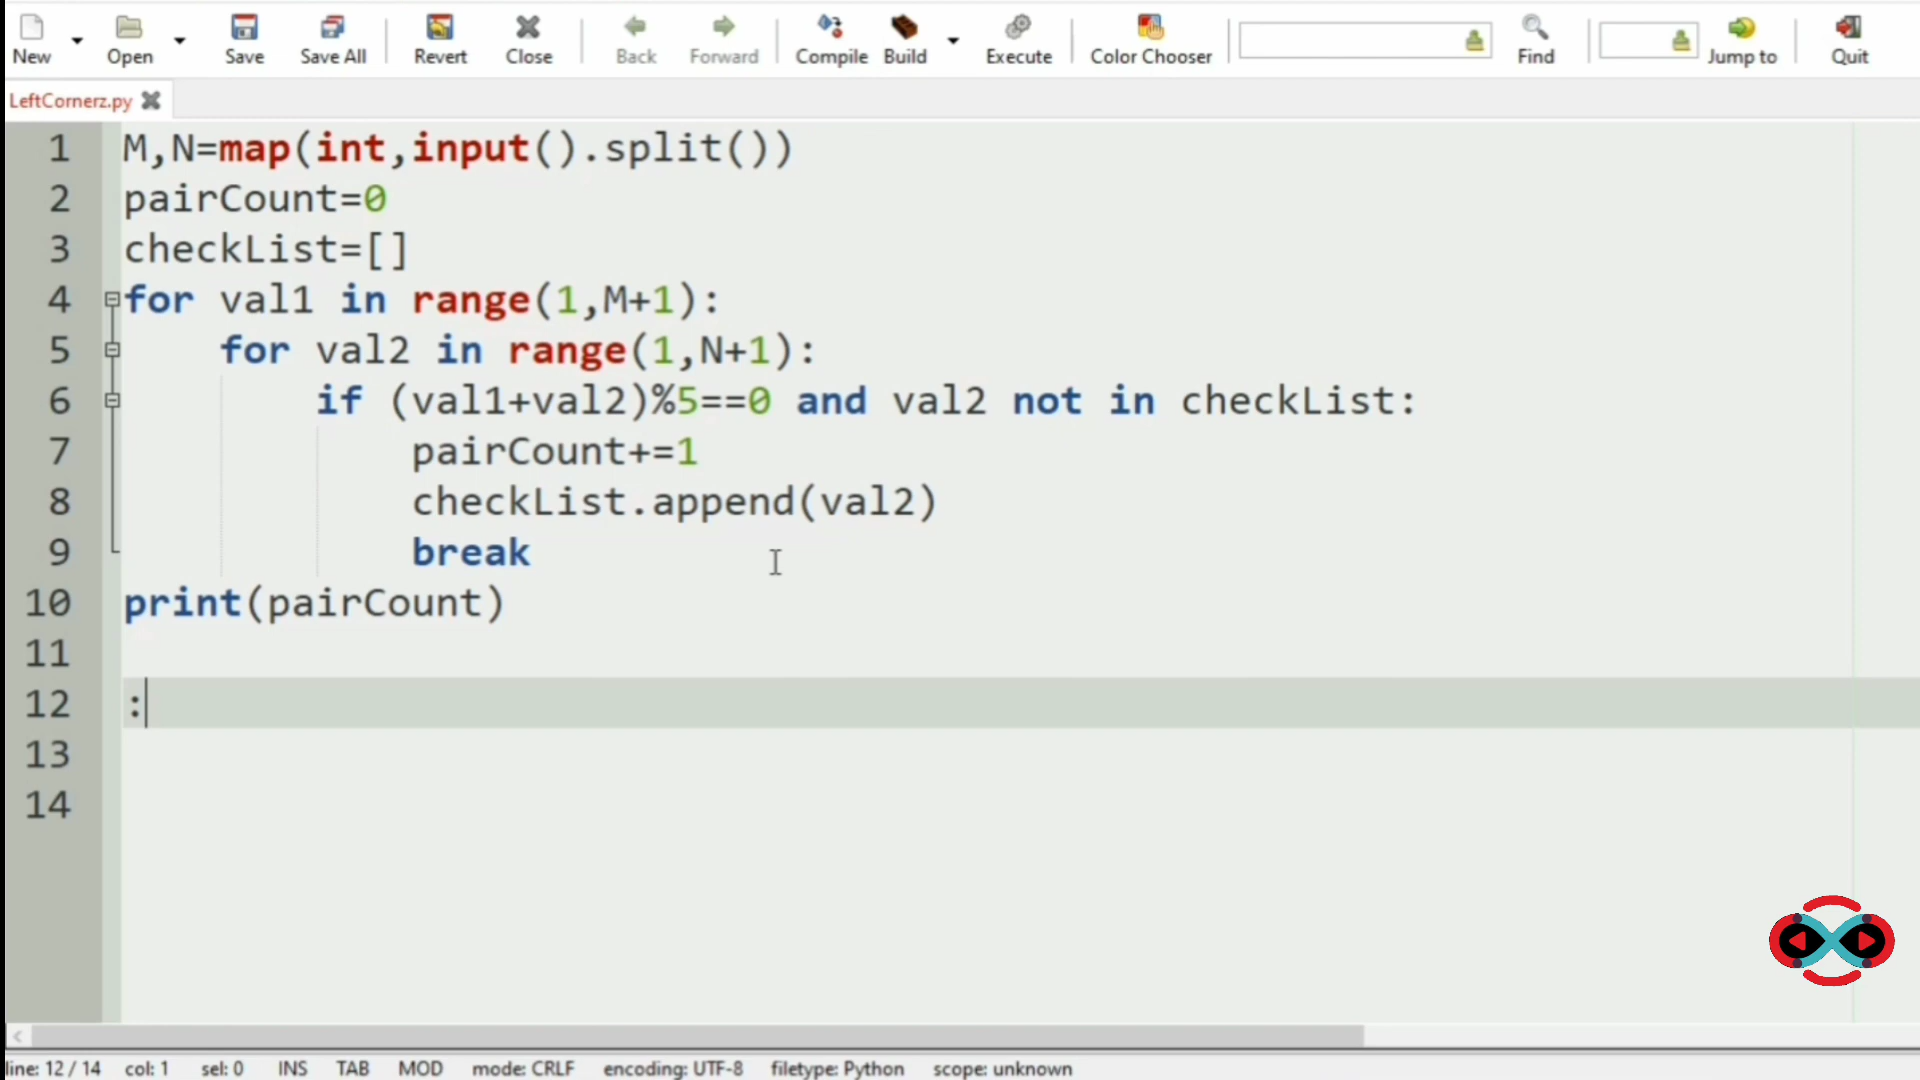 New Open Save Save All Revert Close Back Forward Compile Build Execute Color Chooser Find Jump to Quit
LeftCornerz.py
1 M,N=map(int,input().split())
2 pairCount=0
3 checkList=[]
4 for val1 in range(1,M+1):
5 for val2 in range(1,N+1):
6 if (val1+val2)%5==0 and val2 not in checkList:
7 pairCount+=1
8 checkList.append(val2)
9 break
10 print(pairCount)
11
12 :
13
14
line: 12 / 14 col: 1 sel: 0 INS TAB MOD mode: CRLF encoding: UTF-8 filetype: Python scope: unknown